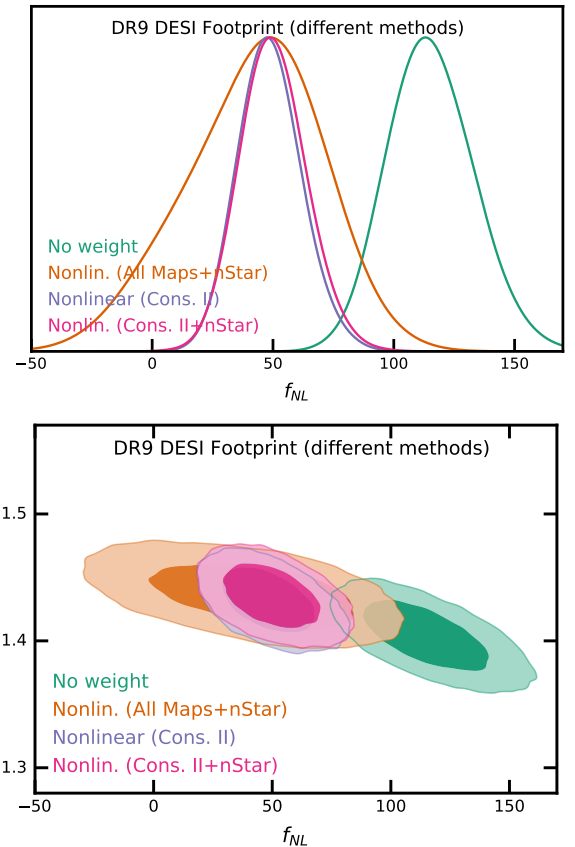 DR9 DESI Footprint (different methods)
No weight
Nonlin. (All Maps+nStar)
Nonlinear (Cons. II)
Nonlin. (Cons. II+nStar)
−50 0 50 100 150
fNL
DR9 DESI Footprint (different methods)
1.5
1.4
No weight
Nonlin. (All Maps+nStar)
Nonlinear (Cons. II)
Nonlin. (Cons. II+nStar)
1.3
−50 0 50 100 150
fNL